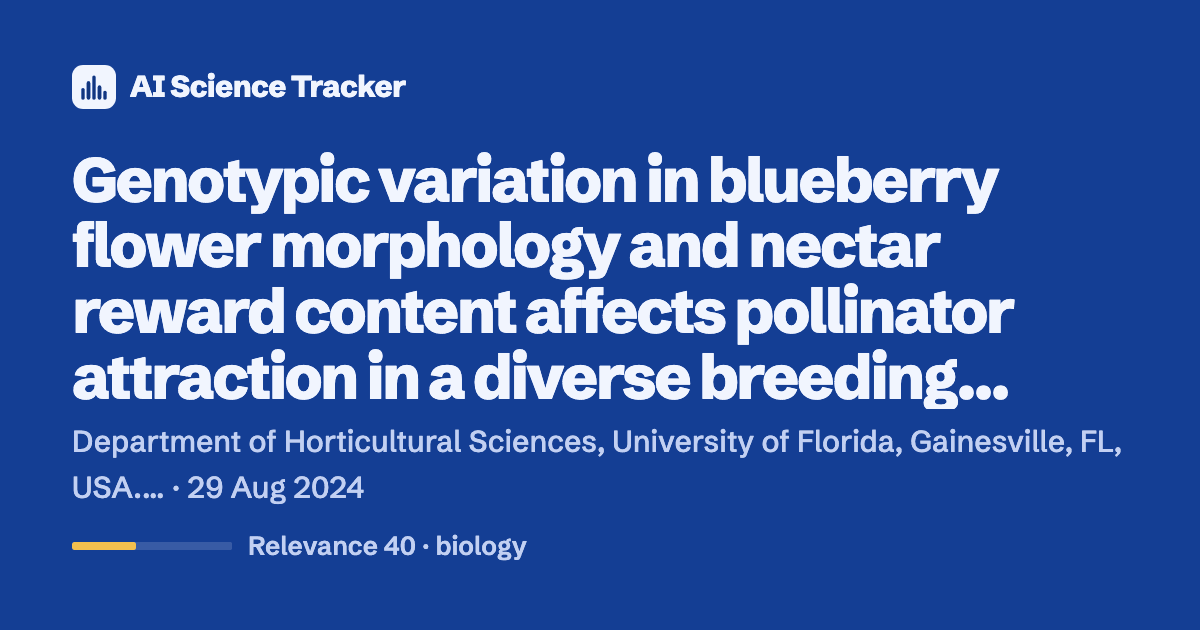 AI Science Tracker
Genotypic variation in blueberry
flower morphology and nectar
reward content affects pollinator
attraction in a diverse breeding...
Department of Horticultural Sciences, University of Florida, Gainesville, FL,
USA.... · 29 Aug 2024
Relevance 40 · biology